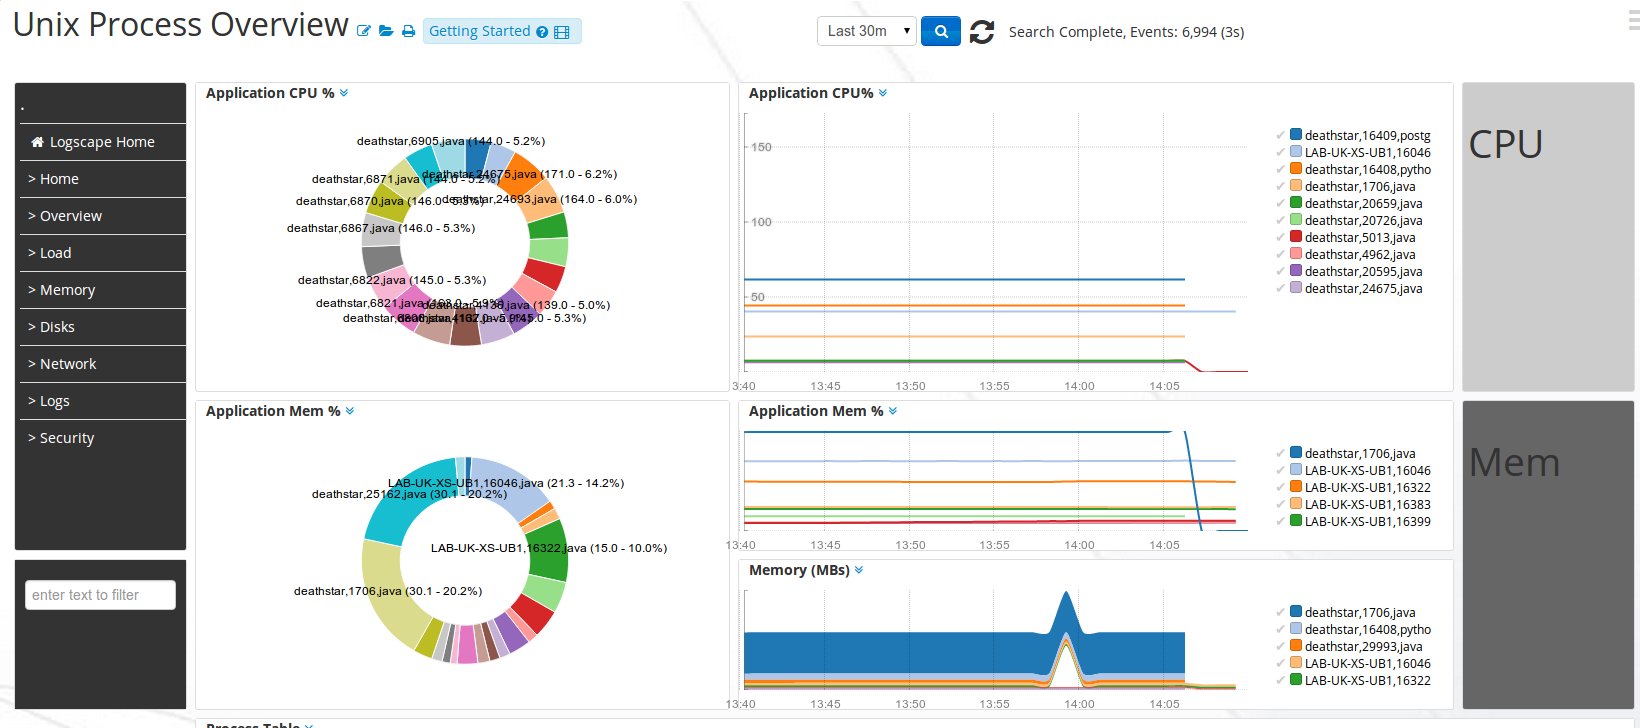 Unix Process Overview
Getting Started
Last 30m
Search Complete, Events: 6,994 (3s)
.
Logscape Home
> Home
> Overview
> Load
> Memory
> Disks
> Network
> Logs
> Security
enter text to filter
Application CPU %
deathstar,6905,java (144.0 - 5.2%)
deathstar,24675,java (171.0 - 6.2%)
deathstar,6871,java (144.0 - 5.2%)
deathstar,24693,java (164.0 - 6.0%)
deathstar,6870,java (146.0 - 5.3%)
deathstar,6867,java (146.0 - 5.3%)
deathstar,6822,java (145.0 - 5.3%)
deathstar,6821,java (163.0 - 5.9%)
deathstar,4136,java (139.0 - 5.0%)
Application CPU%
150
100
50
3:40
13:45
13:50
13:55
14:00
14:05
deathstar,16409,postg
LAB-UK-XS-UB1,16046
deathstar,16408,pytho
deathstar,1706,java
deathstar,20659,java
deathstar,20726,java
deathstar,5013,java
deathstar,4962,java
deathstar,20595,java
deathstar,24675,java
CPU
Application Mem %
LAB-UK-XS-UB1,16046,java (21.3 - 14.2%)
deathstar,25162,java (30.1 - 20.2%)
LAB-UK-XS-UB1,16322,java (15.0 - 10.0%)
deathstar,1706,java (30.1 - 20.2%)
Application Mem %
13:40
13:45
13:50
13:55
14:00
14:05
deathstar,1706,java
LAB-UK-XS-UB1,16046
LAB-UK-XS-UB1,16322
LAB-UK-XS-UB1,16383
LAB-UK-XS-UB1,16399
Mem
Memory (MBs)
13:40
13:45
13:50
13:55
14:00
14:05
deathstar,1706,java
deathstar,16408,pytho
deathstar,29993,java
LAB-UK-XS-UB1,16046
LAB-UK-XS-UB1,16322
Process Table